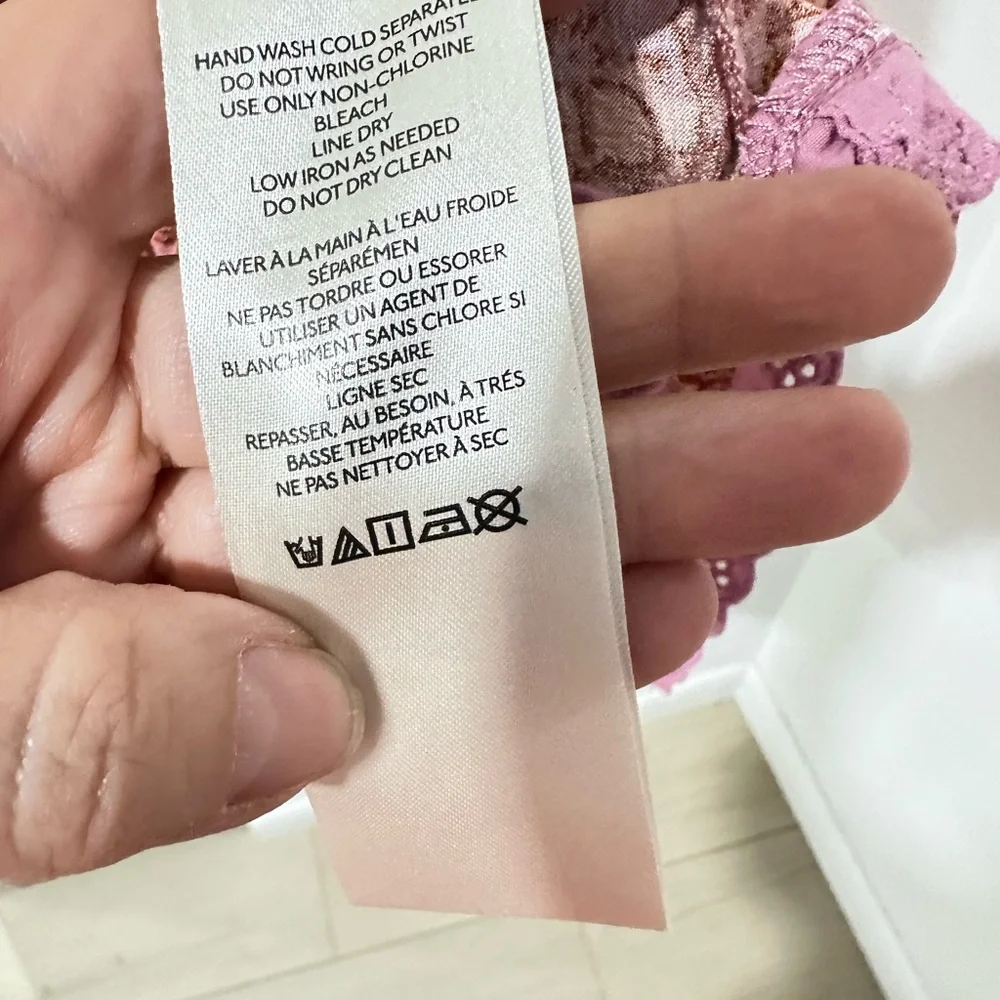 HAND WASH COLD SEPARATEL
DO NOT WRING OR TWIST
USE ONLY NON-CHLORINE
BLEACH
LINE DRY
LOW IRON AS NEEDED
DO NOT DRY CLEAN
LAVER À LA MAIN À L'EAU FROIDE
SÉPARÉMEN
NE PAS TORDRE OU ESSORER
UTILISER UN AGENT DE
BLANCHIMENT SANS CHLORE SI
NÉCESSAIRE
LIGNE SEC
REPASSER, AU BESOIN, À TRÉS
BASSE TEMPÉRATURE
NE PAS NETTOYER À SEC